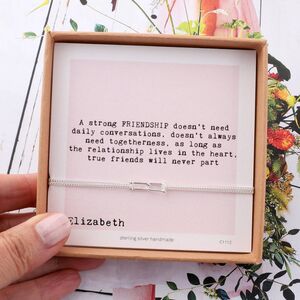 A strong FRIENDSHIP doesn't need
daily conversations. doesn't always
need togetherness. as long as
the relationship lives in the heart,
true friends will never part
Elizabeth
sterling silver handmade